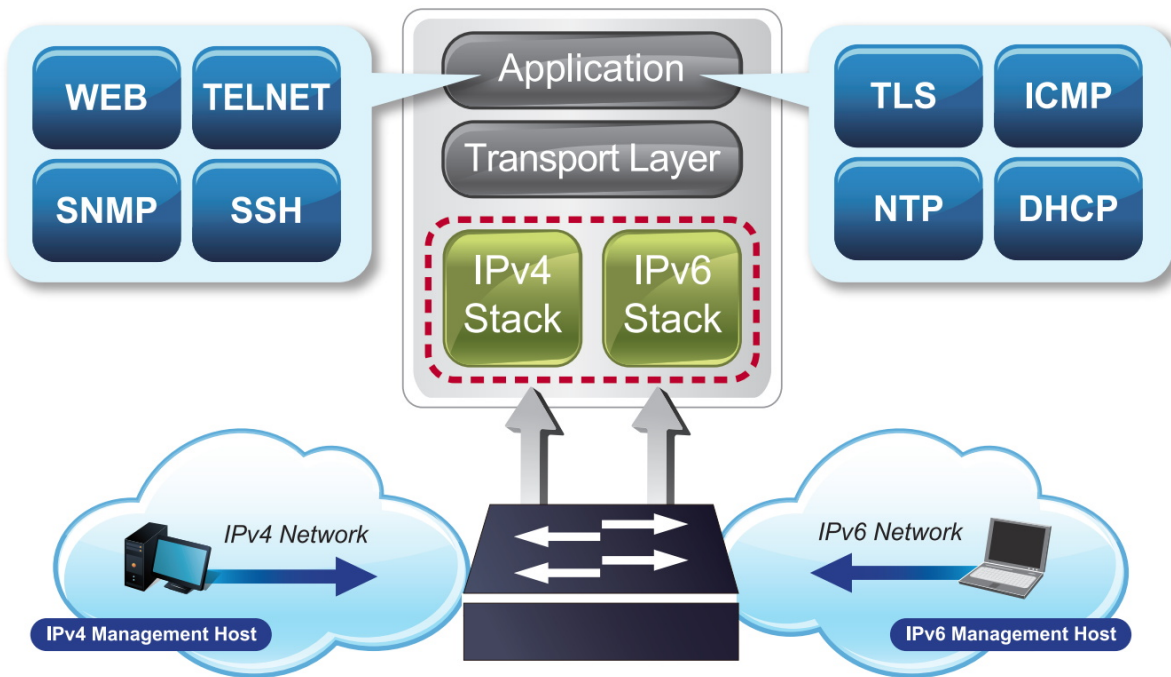 WEB
TELNET
SNMP
SSH
Application
Transport Layer
IPv4
Stack
IPv6
Stack
TLS
ICMP
NTP
DHCP
IPv4 Network
IPv4 Management Host
IPv6 Network
IPv6 Management Host